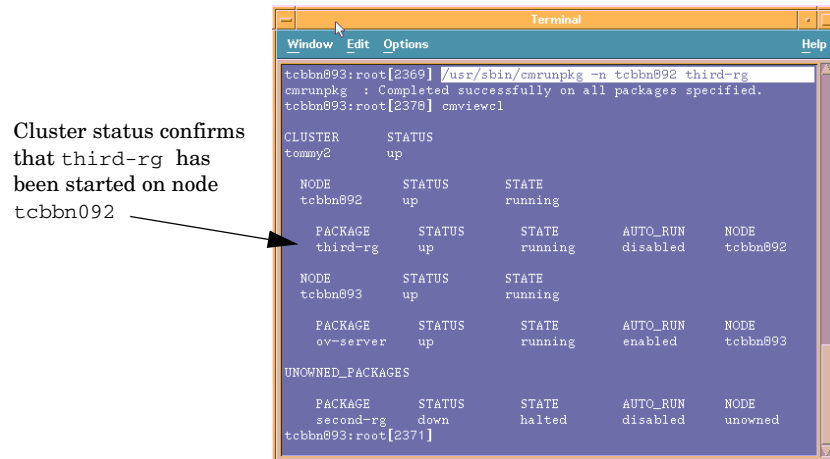 Cluster status confirms
that third-rg has
been started on node
tcbbn092
Terminal
Window Edit Options Help
tcbbn093:root[2369] /usr/sbin/cmrunpkg -n tcbbn092 third-rg
cmrunpkg : Completed successfully on all packages specified.
tcbbn093:root[2370] cmviewcl
CLUSTER STATUS
tommy2 up
NODE STATUS STATE
tcbbn092 up running
PACKAGE STATUS STATE AUTO_RUN NODE
third-rg up running disabled tcbbn092
NODE STATUS STATE
tcbbn093 up running
PACKAGE STATUS STATE AUTO_RUN NODE
ov-server up running enabled tcbbn093
UNOWNED_PACKAGES
PACKAGE STATUS STATE AUTO_RUN NODE
second-rg down halted disabled unowned
tcbbn093:root[2371]